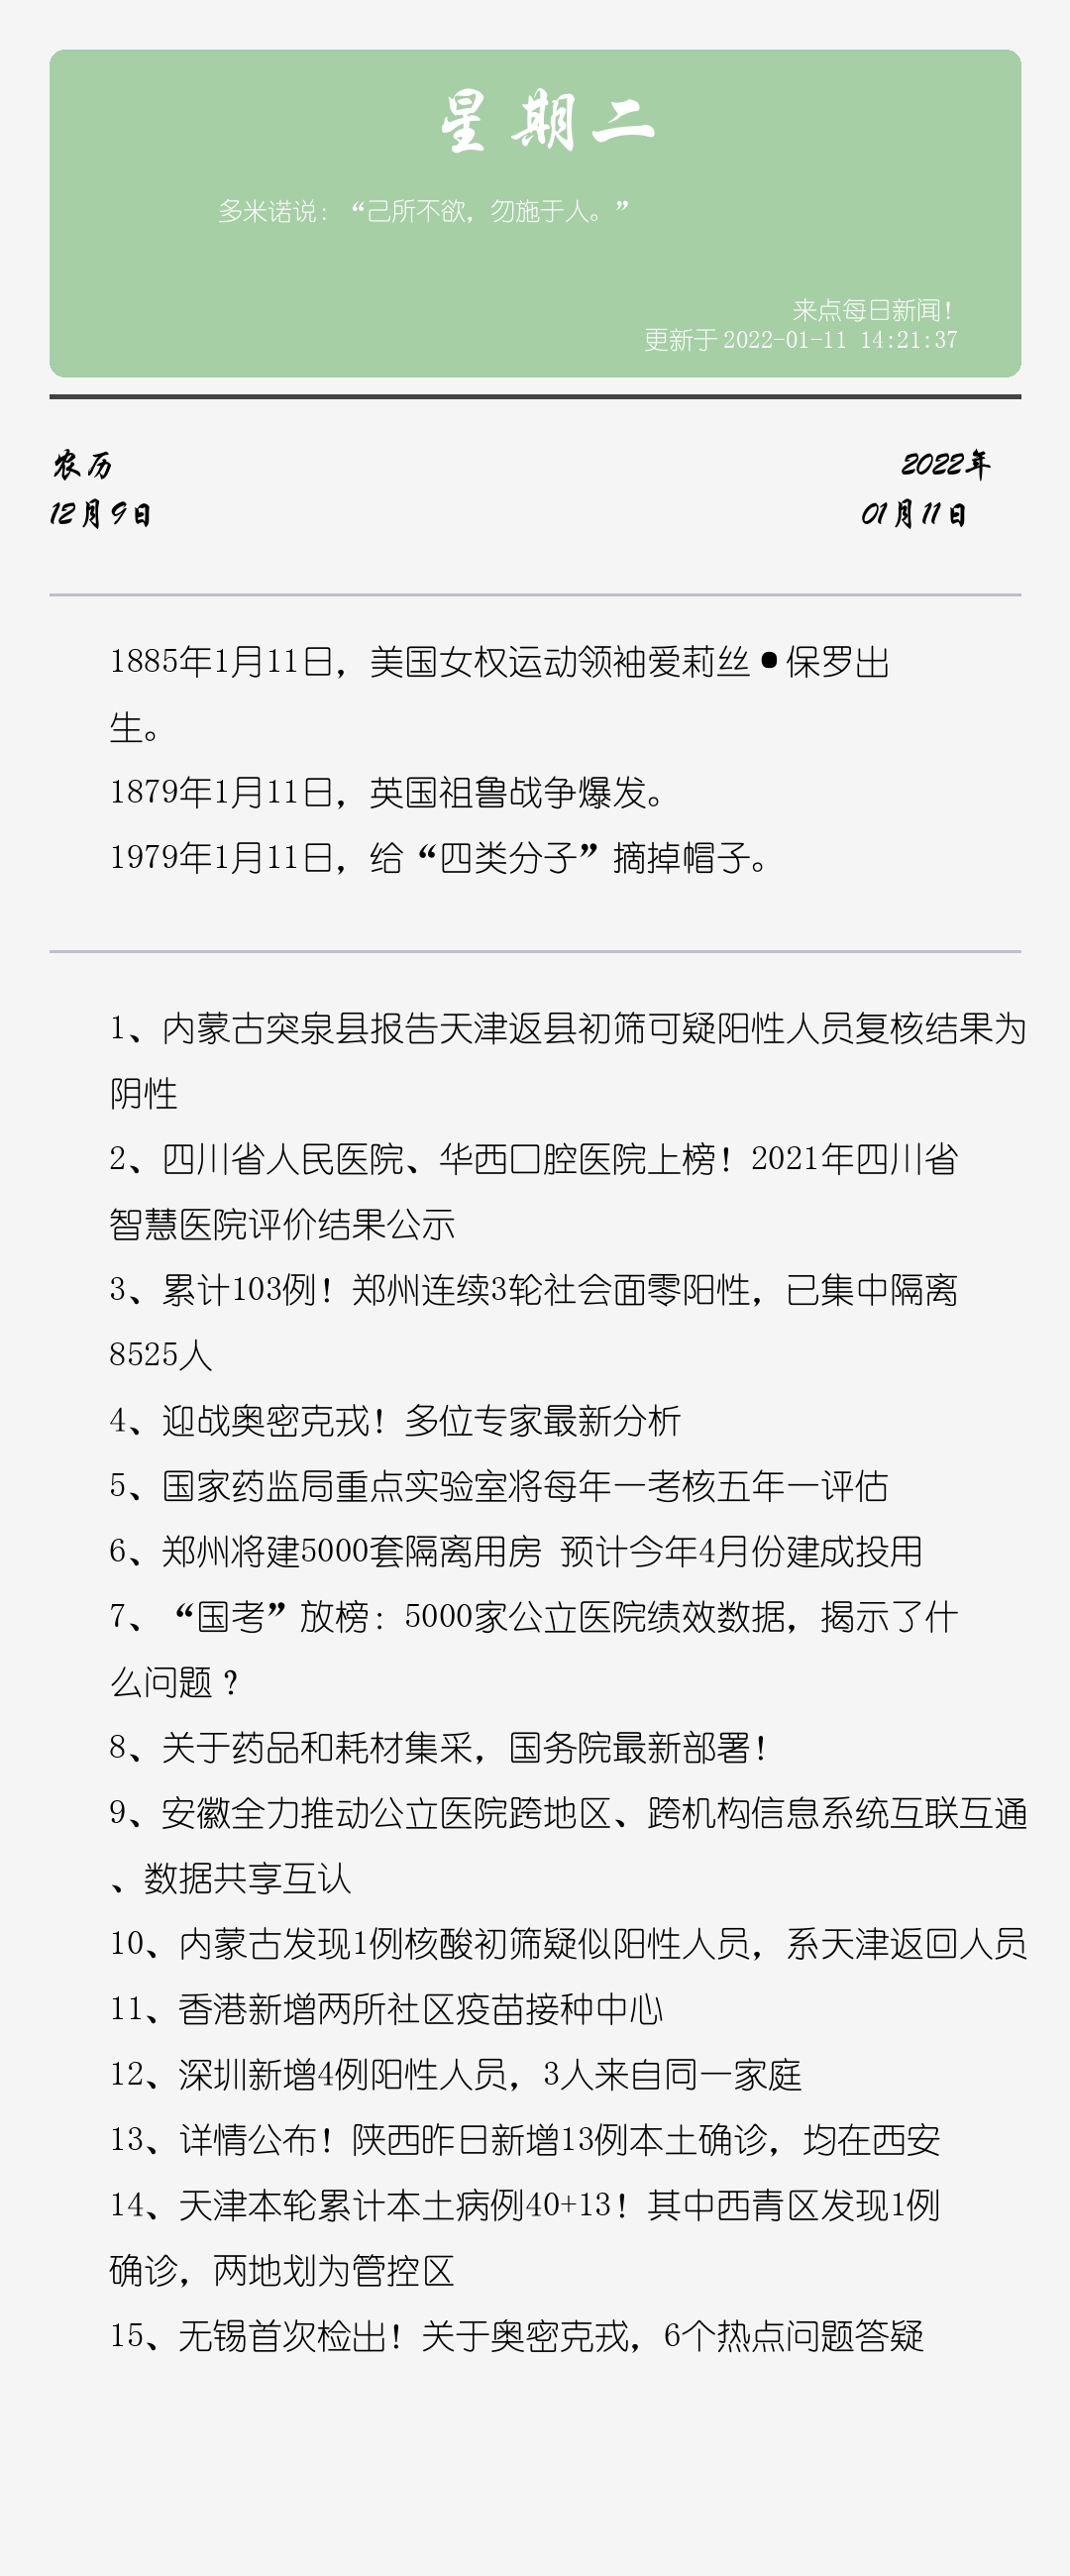 星期二
多米诺说：“己所不欲，勿施于人。”
来点每日新闻！
更新于 2022-01-11 14:21:37
农历
2022年
12月9日
01月11日
1885年1月11日，美国女权运动领袖爱莉丝•保罗出
生。
1879年1月11日，英国祖鲁战争爆发。
1979年1月11日，给“四类分子”摘掉帽子。
1、内蒙古突泉县报告天津返县初筛可疑阳性人员复核结果为
阴性
2、四川省人民医院、华西口腔医院上榜！2021年四川省
智慧医院评价结果公示
3、累计103例！郑州连续3轮社会面零阳性，已集中隔离
8525人
4、迎战奥密克戎！多位专家最新分析
5、国家药监局重点实验室将每年一考核五年一评估
6、郑州将建5000套隔离用房 预计今年4月份建成投用
7、“国考”放榜：5000家公立医院绩效数据，揭示了什
么问题？
8、关于药品和耗材集采，国务院最新部署！
9、安徽全力推动公立医院跨地区、跨机构信息系统互联互通
、数据共享互认
10、内蒙古发现1例核酸初筛疑似阳性人员，系天津返回人员
11、香港新增两所社区疫苗接种中心
12、深圳新增4例阳性人员，3人来自同一家庭
13、详情公布！陕西昨日新增13例本土确诊，均在西安
14、天津本轮累计本土病例40+13！其中西青区发现1例
确诊，两地划为管控区
15、无锡首次检出！关于奥密克戎，6个热点问题答疑